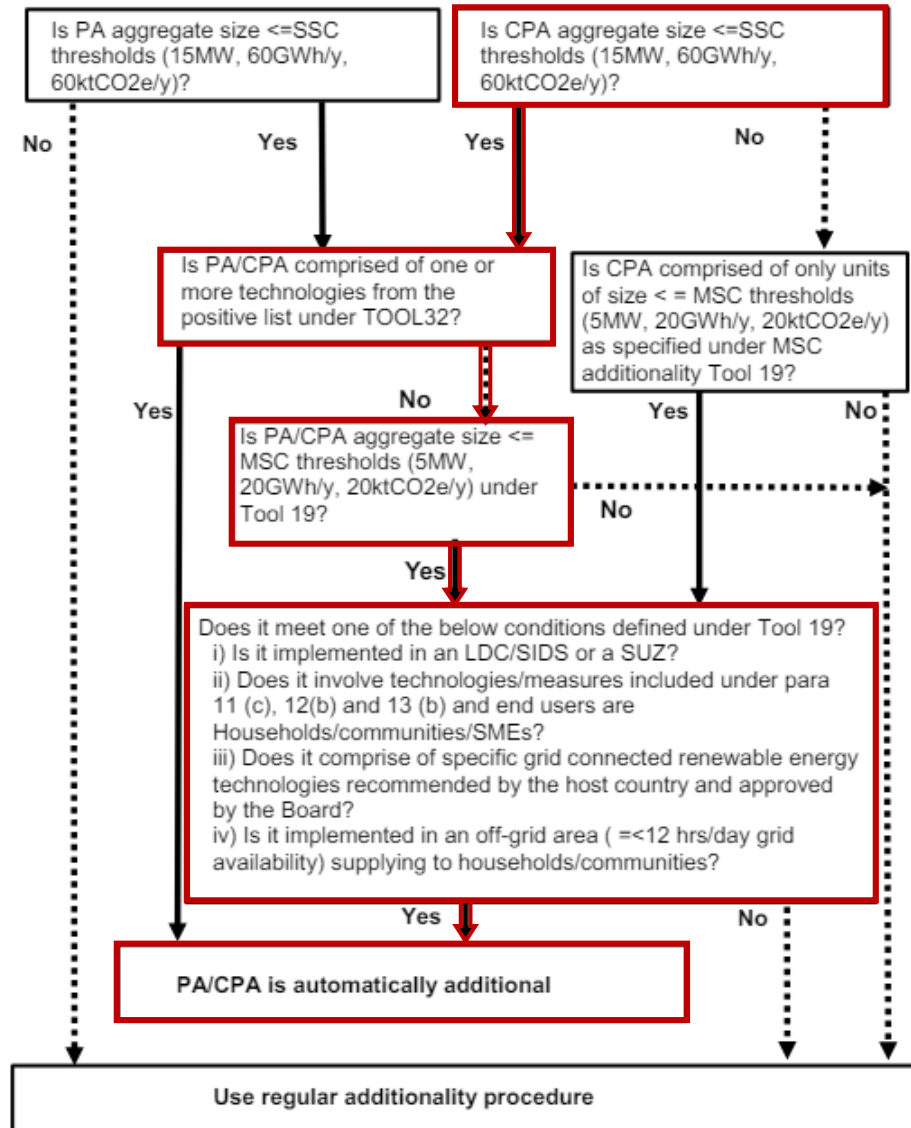 Is PA aggregate size <=SSC
thresholds (15MW, 60GWh/y,
60ktCO2e/y)?
Is CPA aggregate size <=SSC
thresholds (15MW, 60GWh/y,
60ktCO2e/y)?
No
Yes
Yes
No
Is PA/CPA comprised of one or
more technologies from the
positive list under TOOL32?
Is CPA comprised of only units
of size < = MSC thresholds
(5MW, 20GWh/y, 20ktCO2e/y)
as specified under MSC
additionality Tool 19?
Yes
No
Yes
No
Is PA/CPA aggregate size <=
MSC thresholds (5MW,
20GWh/y, 20ktCO2e/y) under
Tool 19?
No
Yes
Does it meet one of the below conditions defined under Tool 19?
i) Is it implemented in an LDC/SIDS or a SUZ?
ii) Does it involve technologies/measures included under para
11 (c), 12(b) and 13 (b) and end users are
Households/communities/SMEs?
iii) Does it comprise of specific grid connected renewable energy
technologies recommended by the host country and approved
by the Board?
iv) Is it implemented in an off-grid area ( =<12 hrs/day grid
availability) supplying to households/communities?
Yes
No
PA/CPA is automatically additional
Use regular additionality procedure